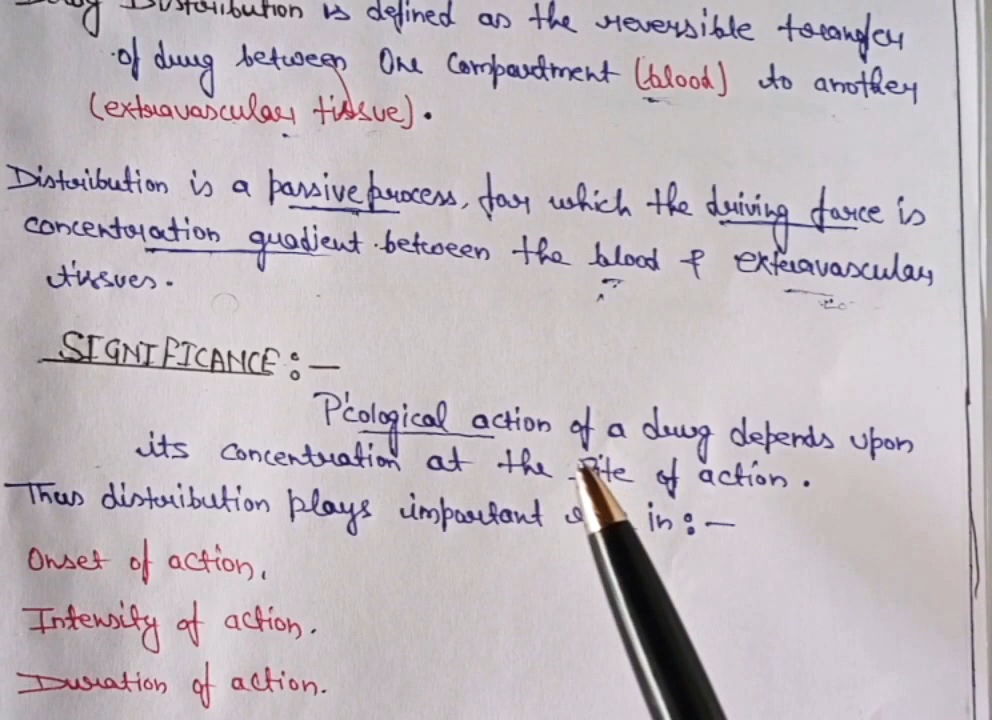 Distribution is defined as the reversible transfer
of drug between One Compartment (blood) to another
(extravascular tissue).
Distribution is a passive process, for which the driving force is
concentration gradient between the blood & extravascular
tissues.
SIGNIFICANCE:-
P'cological action of a drug depends upon
its concentration at the site of action.
Thus distribution plays important in:-
Onset of action,
Intensity of action.
Duration of action.